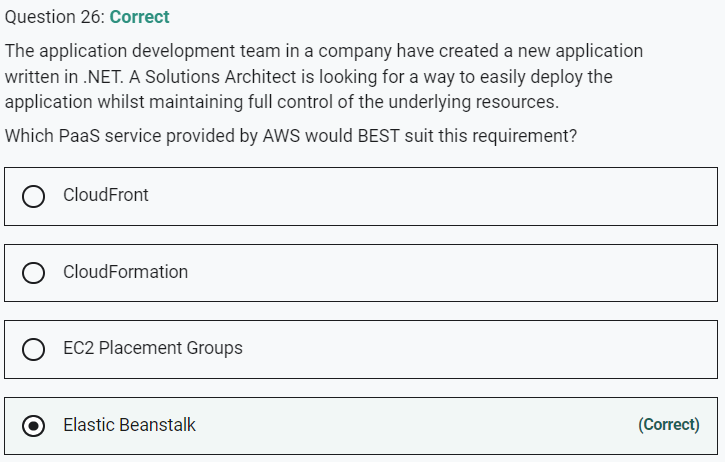 Question 26: Correct
The application development team in a company have created a new application
written in .NET. A Solutions Architect is looking for a way to easily deploy the
application whilst maintaining full control of the underlying resources.
Which PaaS service provided by AWS would BEST suit this requirement?
CloudFront
CloudFormation
EC2 Placement Groups
Elastic Beanstalk (Correct)